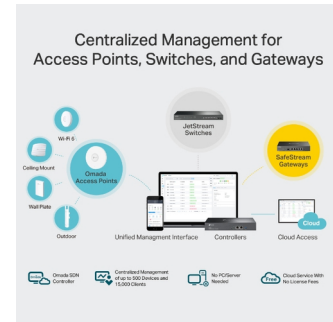 Centralized Management for
Access Points, Switches, and Gateways
Wi-Fi 6
Ceiling Mount
Wall Plate
Outdoor
Omada
Access Points
JetStream
Switches
SafeStream
Gateways
Unified Managment Interface
Controllers
Cloud Access
Cloud
Omada SDN
Controller
Centralized Management
of up to 500 Devices and
15,000 Clients
No PC/Server
Needed
Free
Cloud Service With
No License Fees